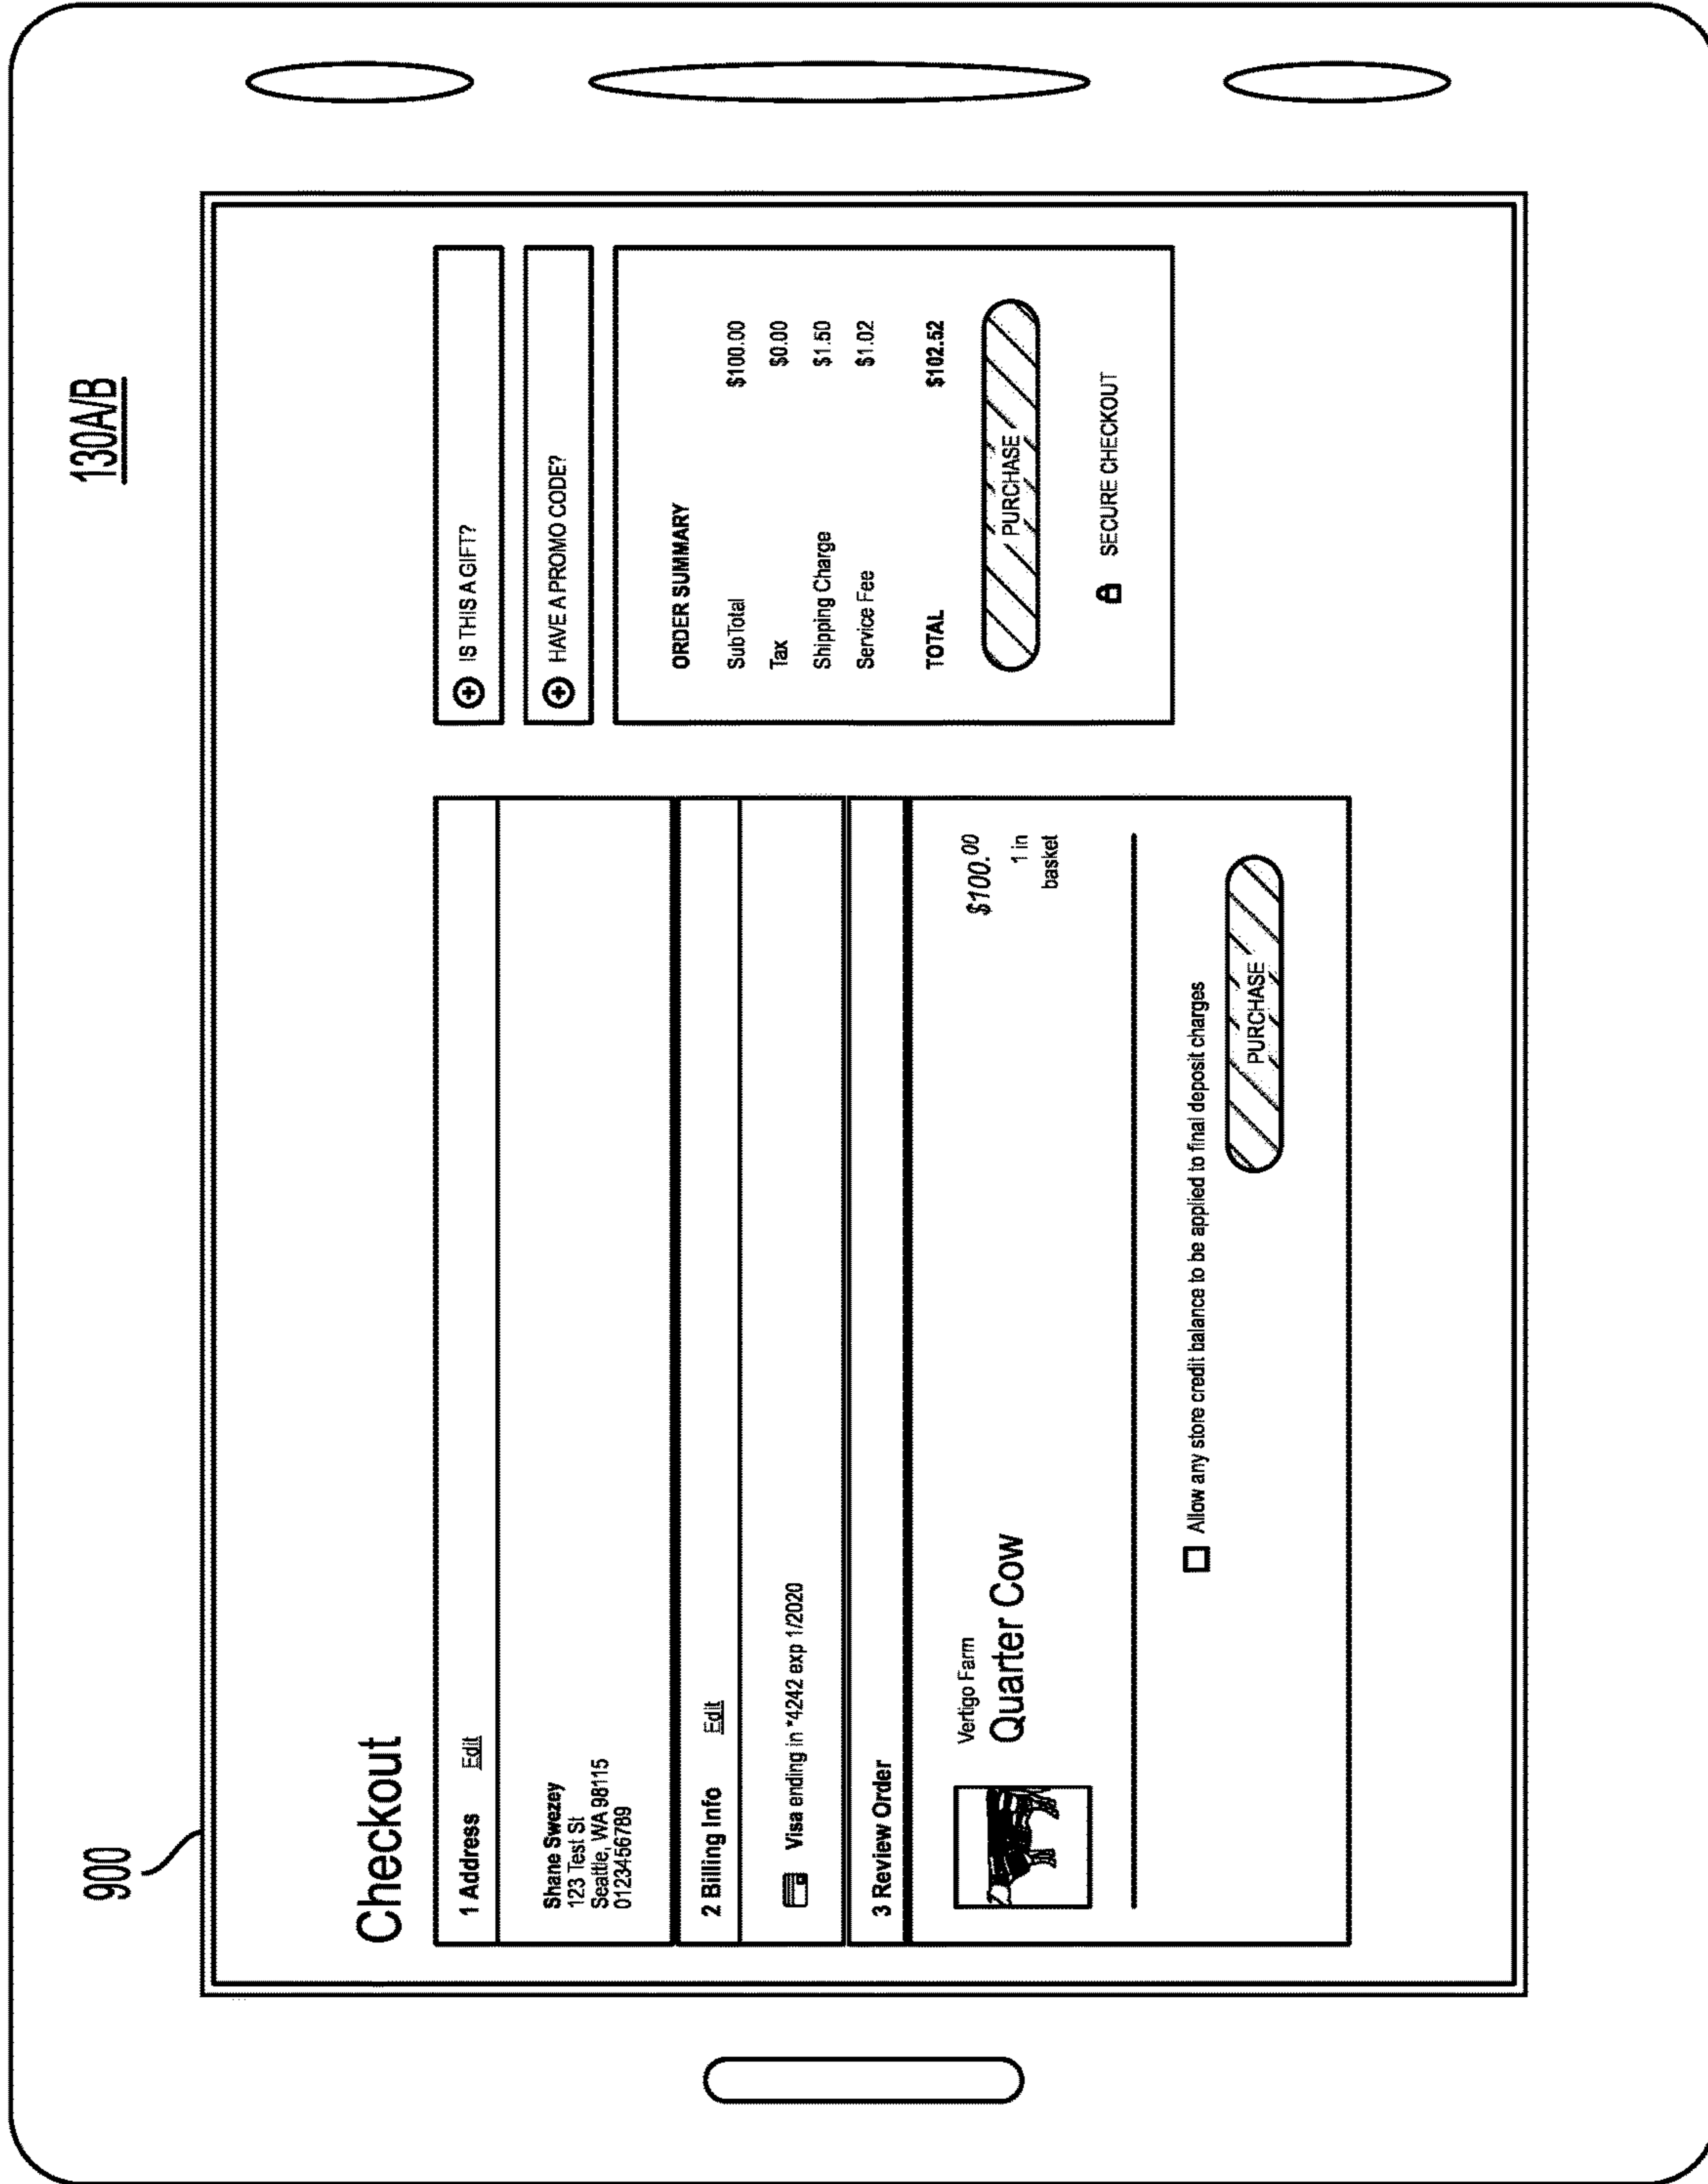 130A/B
900
Checkout
1 Address Edit
Shane Swezey
123 Test St
Seattle, WA 98115
0123456789
2 Billing Info Edit
Visa ending in *4242 exp 1/2020
3 Review Order
Vertigo Farm
Quarter Cow
$100.00
1 in
basket
Allow any store credit balance to be applied to final deposit charges
PURCHASE
IS THIS A GIFT?
HAVE A PROMO CODE?
ORDER SUMMARY
SubTotal $100.00
Tax $0.00
Shipping Charge $1.50
Service Fee $1.02
TOTAL $102.52
PURCHASE
SECURE CHECKOUT